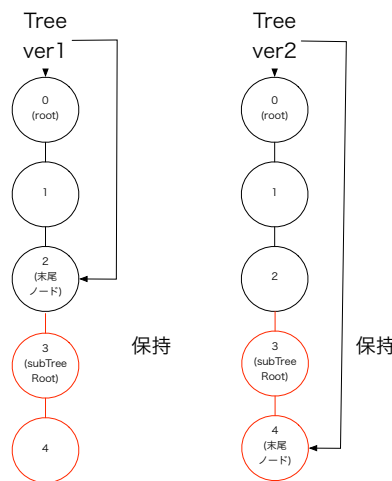 Tree
ver1
0
(root)
1
2
(末尾
ノード)
3
(subTree
Root)
4
保持
Tree
ver2
0
(root)
1
2
3
(subTree
Root)
4
(末尾
ノード)
保持